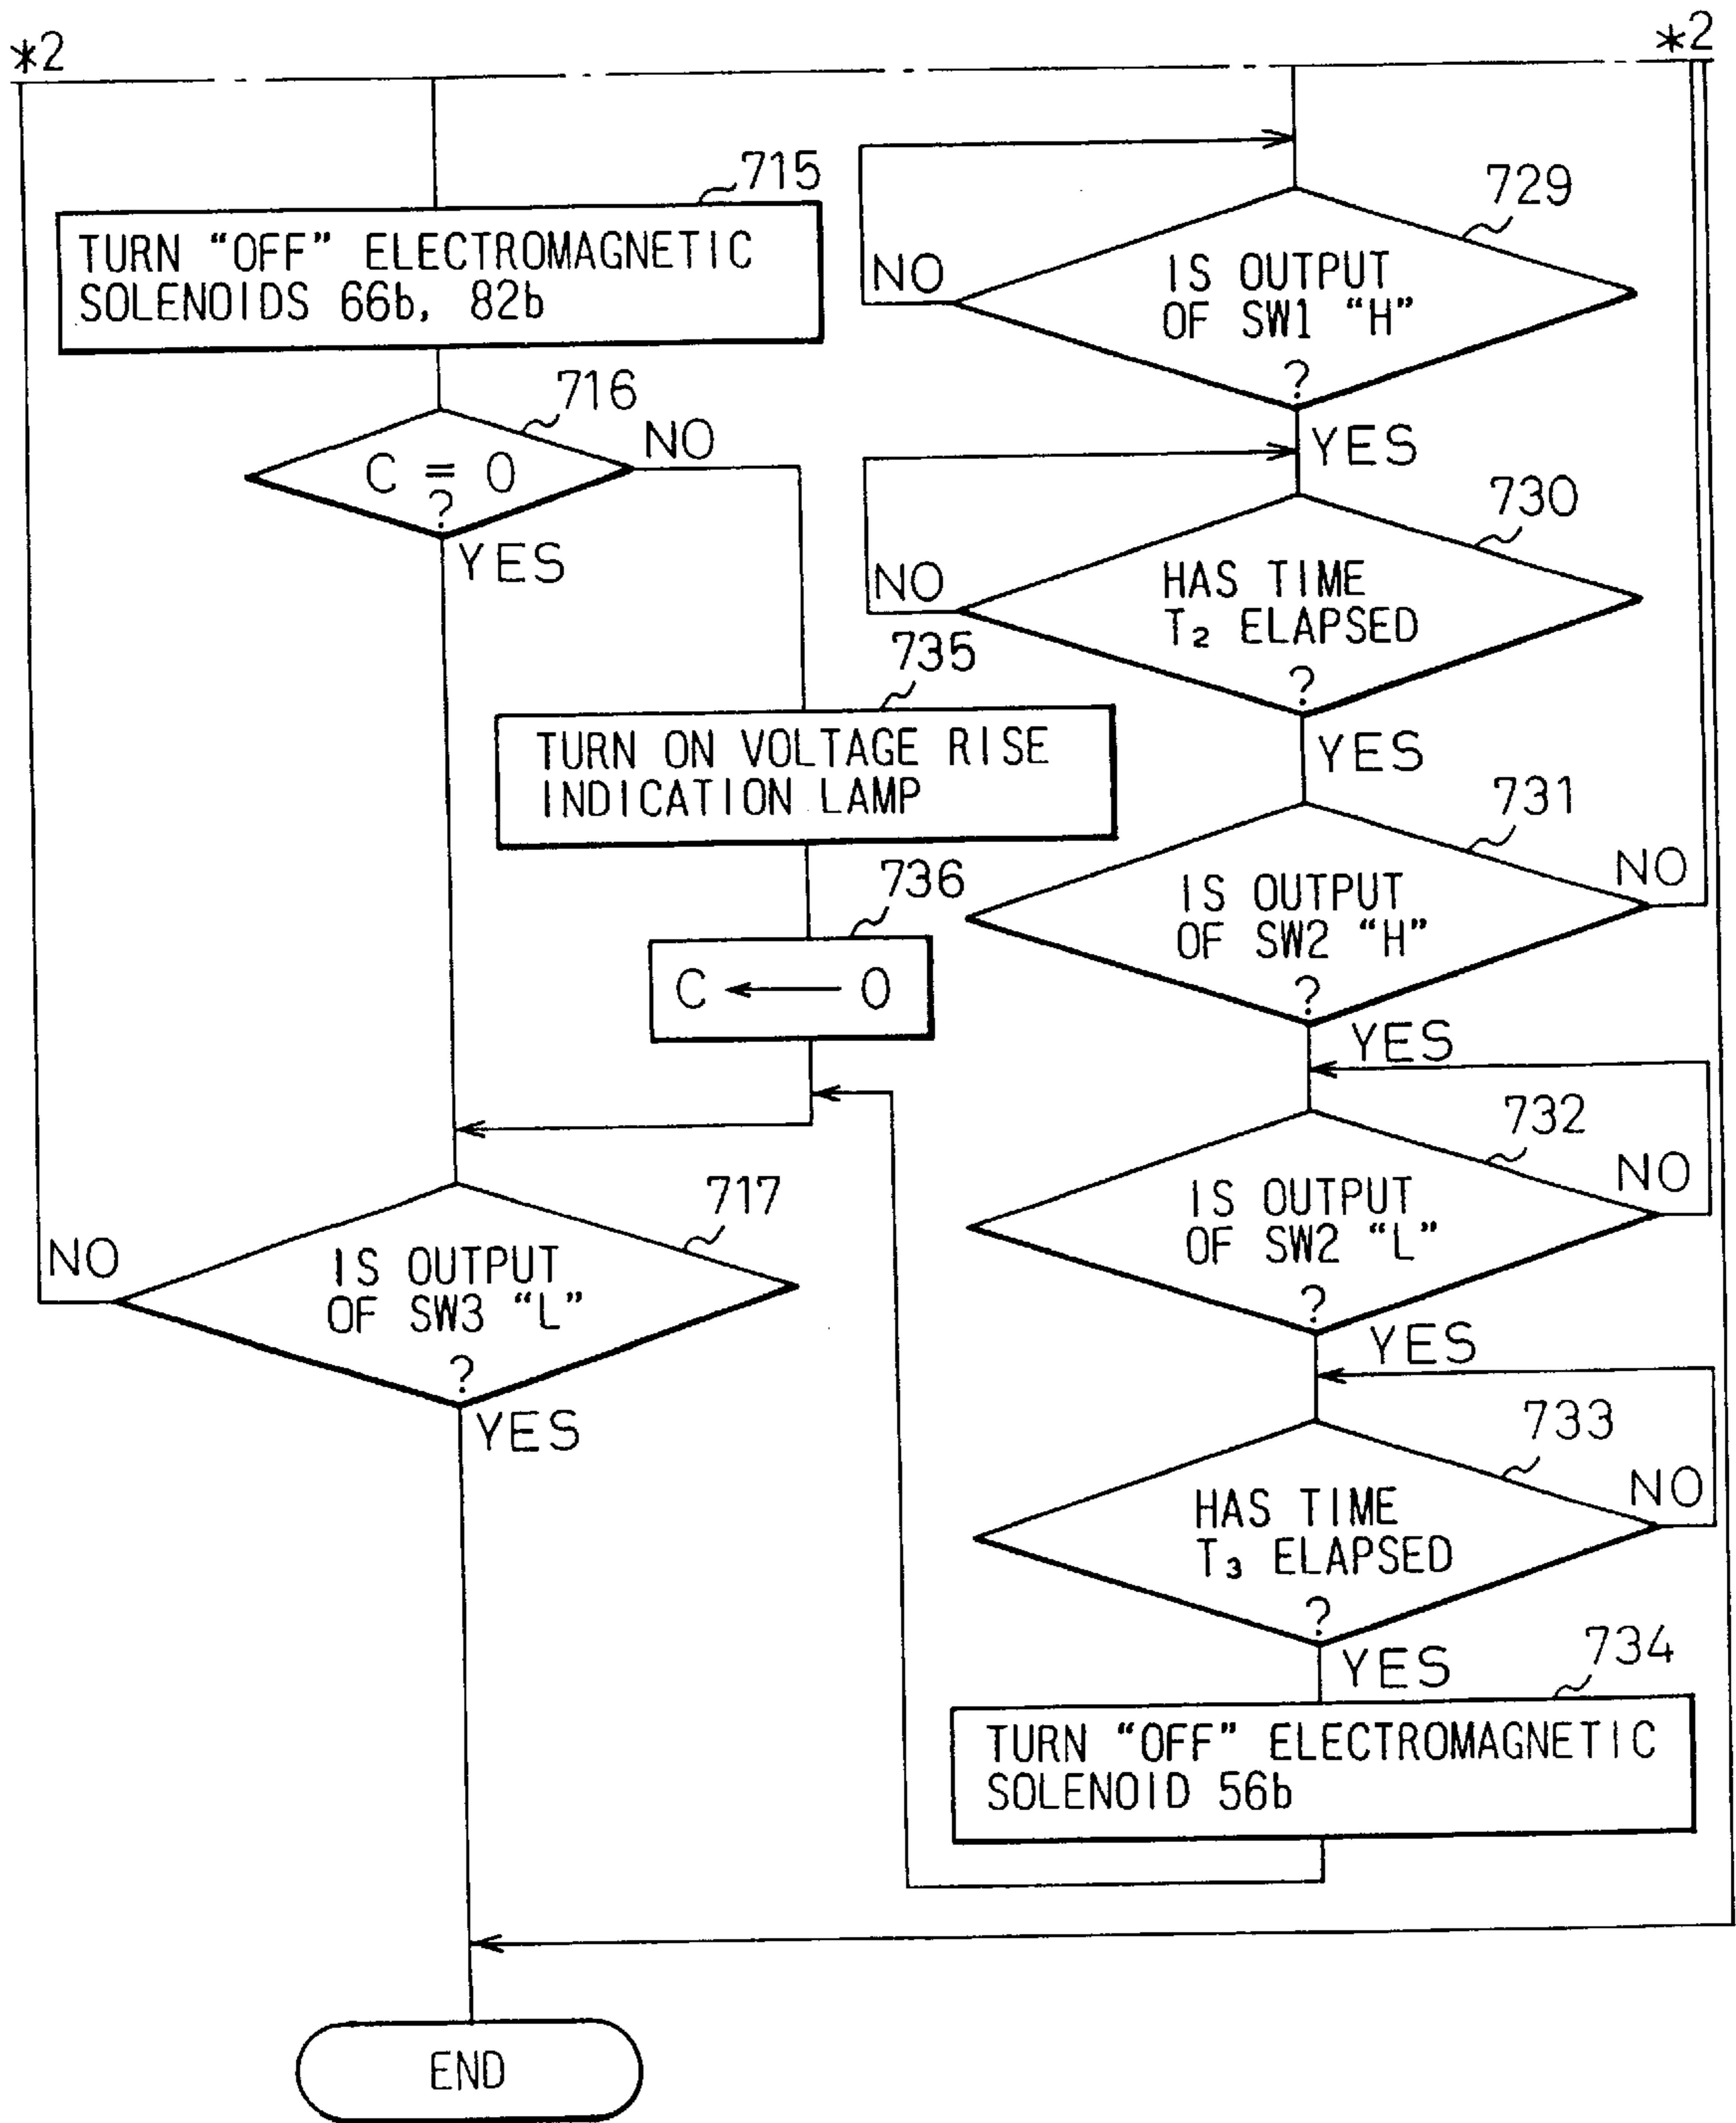 *2
*2
715
TURN “OFF” ELECTROMAGNETIC
SOLENOIDS 66b, 82b
716
C = 0
?
NO
YES
735
TURN ON VOLTAGE RISE
INDICATION LAMP
736
C ← 0
717
IS OUTPUT
OF SW3 “L”
?
NO
YES
729
IS OUTPUT
OF SW1 “H”
?
NO
YES
730
HAS TIME
T₂ ELAPSED
?
NO
YES
731
IS OUTPUT
OF SW2 “H”
?
NO
YES
732
IS OUTPUT
OF SW2 “L”
?
NO
YES
733
HAS TIME
T₃ ELAPSED
?
NO
YES
734
TURN “OFF” ELECTROMAGNETIC
SOLENOID 56b
END